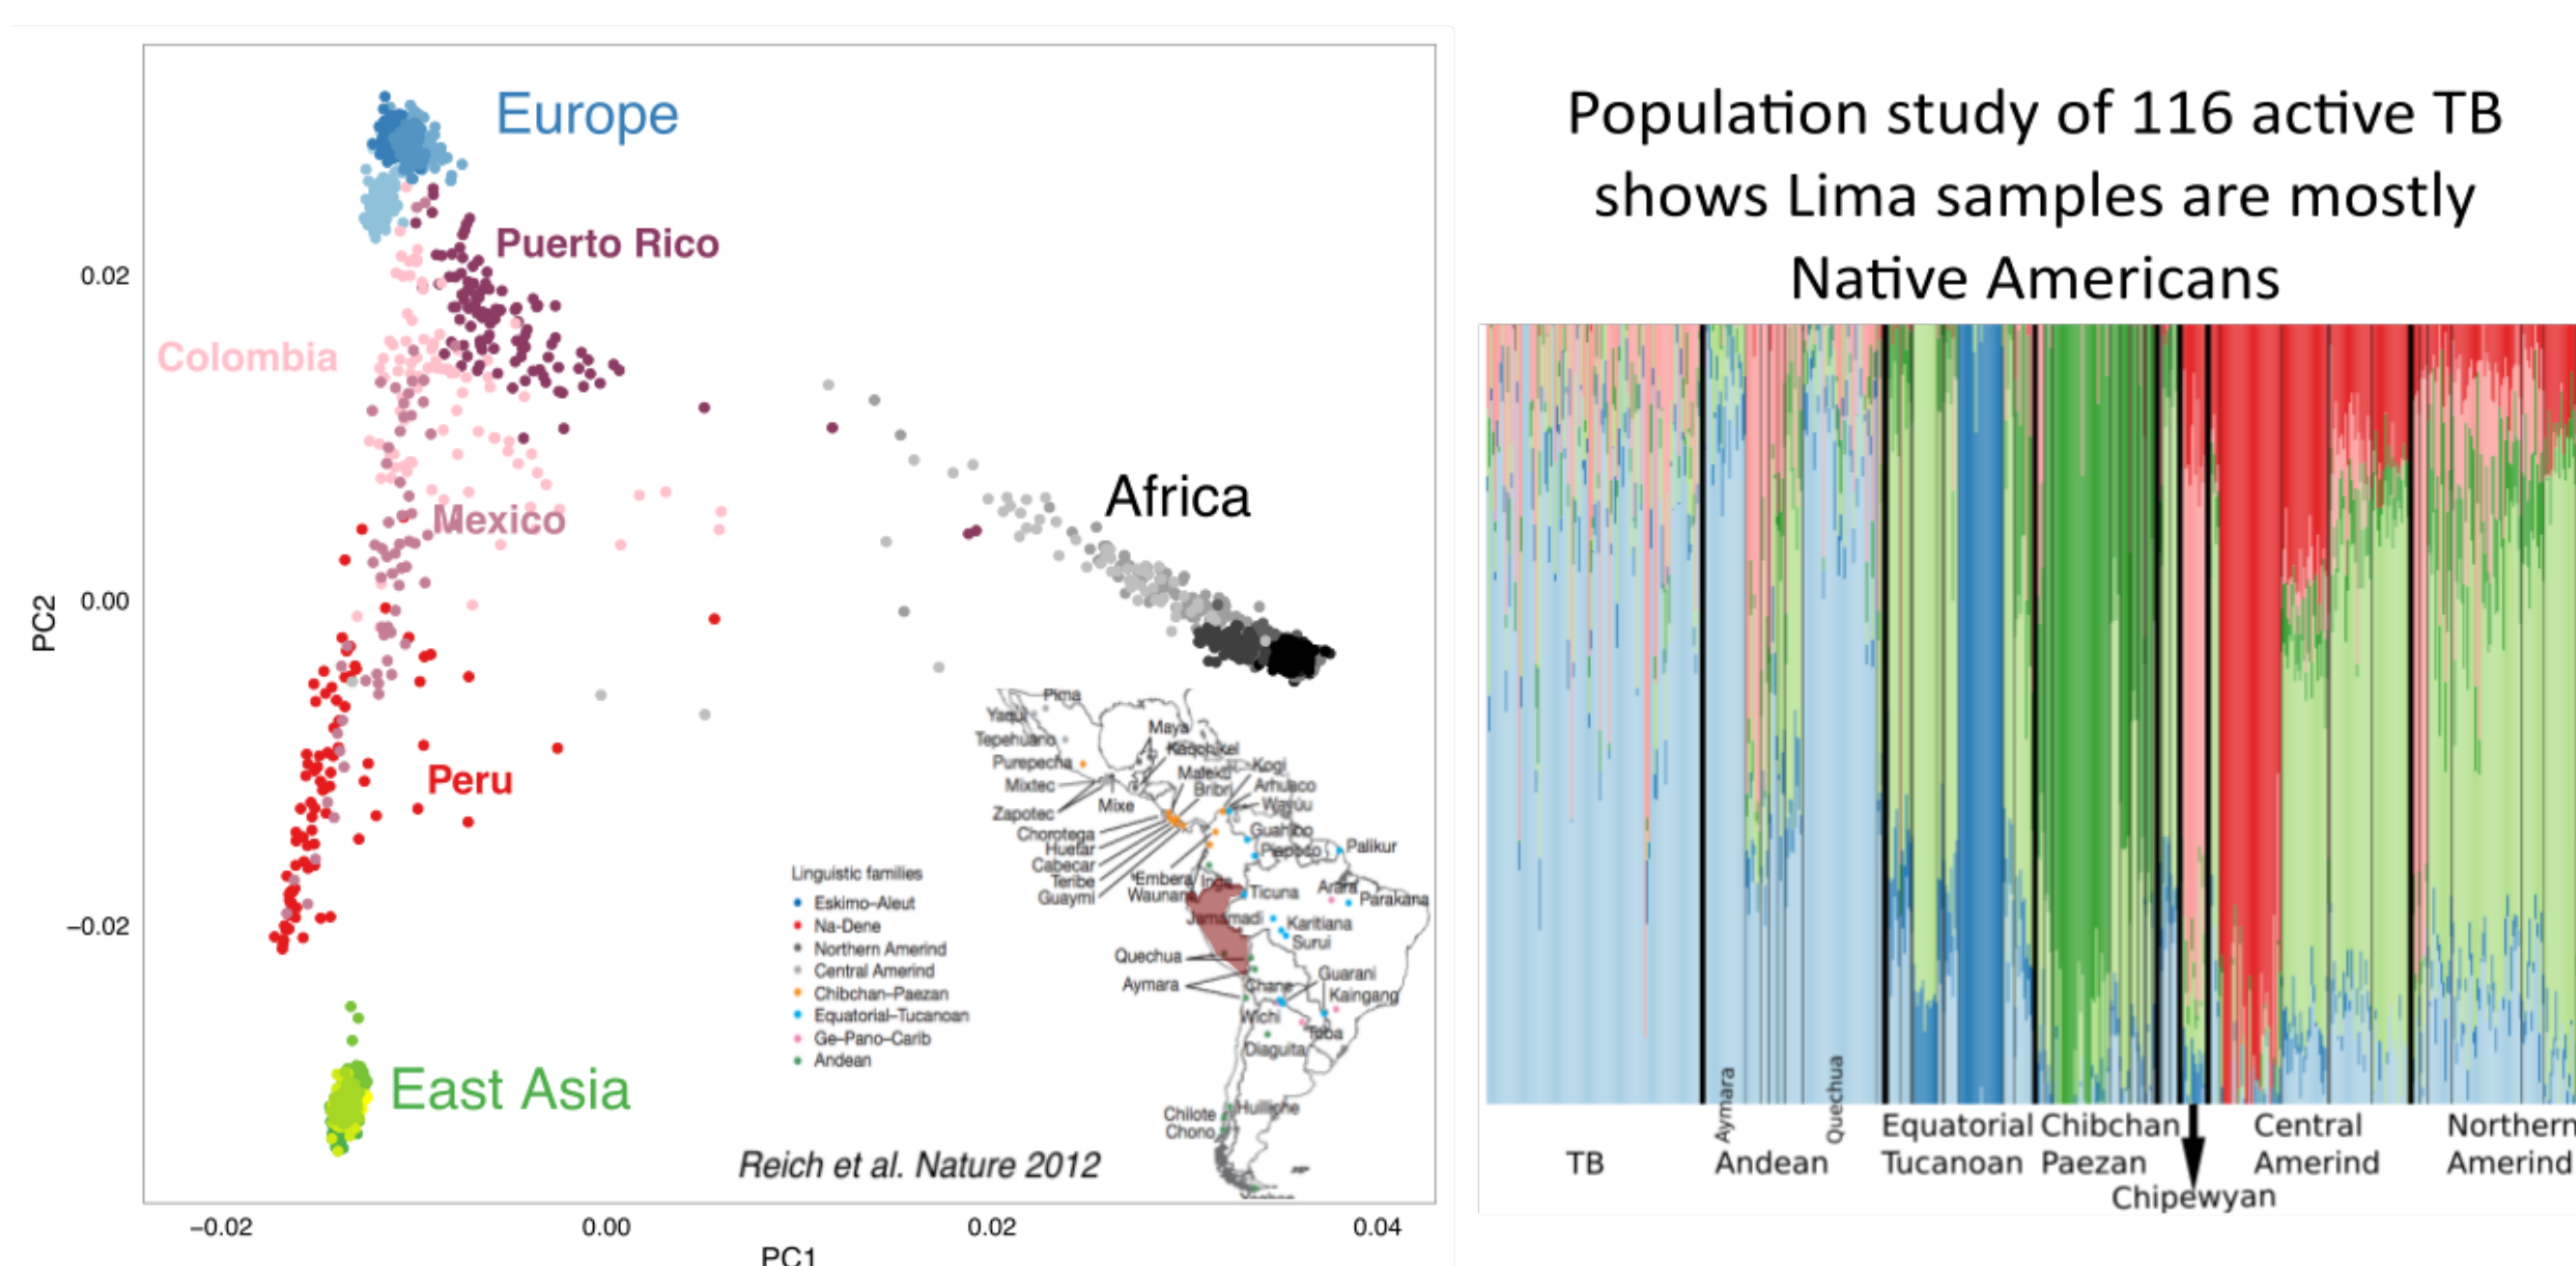 Europe
Puerto Rico
Colombia
Mexico
Africa
Peru
East Asia
0.02
0.00
−0.02
PC2
−0.02
0.00
0.02
0.04
PC1
Linguistic families
Eskimo–Aleut
Na-Dene
Northern Amerind
Central Amerind
Chibchan–Paezan
Equatorial–Tucanoan
Ge-Pano–Carib
Andean
Pima
Yaqui
Tepehuano
Purepecha
Mixtec
Zapotec
Mixe
Maya
Kaqchikel
Maleku
Bribri
Kogi
Arhuaco
Wayuu
Chorotega
Huetar
Cabecar
Teribe
Guaymi
Guahibo
Piapoco
Palikur
Embera
Inga
Waunana
Ticuna
Arara
Parakana
Jamamadi
Karitiana
Surui
Quechua
Aymara
Guarani
Chane
Kaingang
Wichi
Toba
Diaguita
Chilote
Huilliche
Chono
Reich et al. Nature 2012
Population study of 116 active TB
shows Lima samples are mostly
Native Americans
Aymara
Quechua
TB
Andean
Equatorial
Tucanoan
Chibchan
Paezan
Chipewyan
Central
Amerind
Northern
Amerind